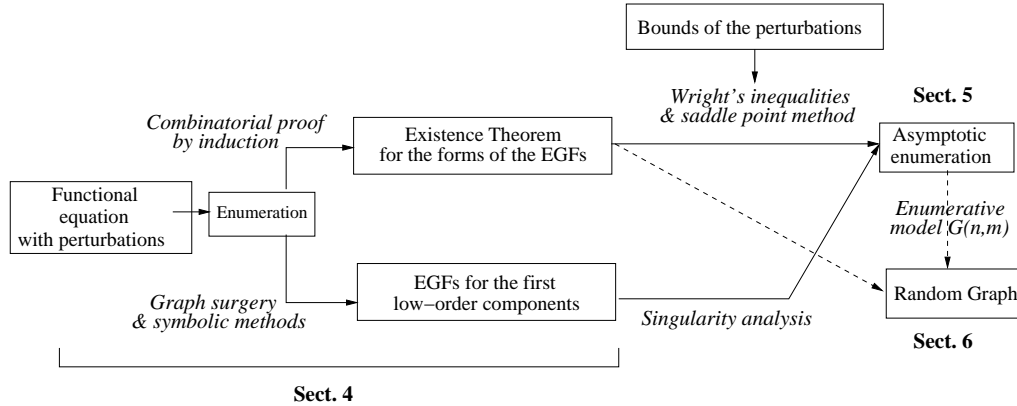 Bounds of the perturbations
Wright's inequalities
& saddle point method
Sect. 5
Combinatorial proof
by induction
Existence Theorem
for the forms of the EGFs
Asymptotic
enumeration
Functional
equation
with perturbations
Enumeration
Enumerative
model G(n,m)
Graph surgery
& symbolic methods
EGFs for the first
low-order components
Singularity analysis
Random Graph
Sect. 6
Sect. 4